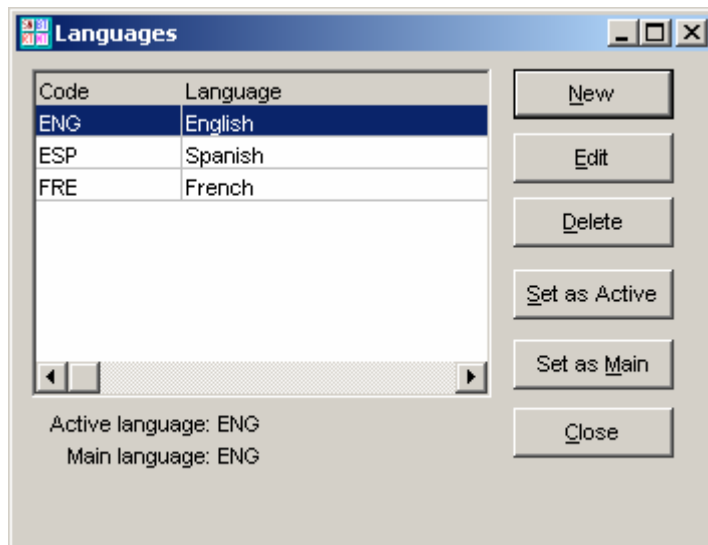 Languages
Code Language
ENG English
ESP Spanish
FRE French
New
Edit
Delete
Set as Active
Set as Main
Close
Active language: ENG
Main language: ENG